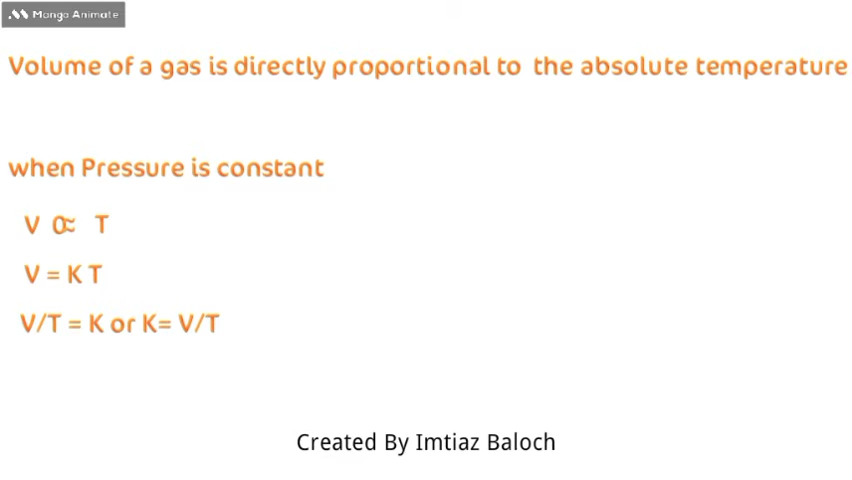 Mango Animate
Volume of a gas is directly proportional to the absolute temperature
when Pressure is constant
V ∝ T
V = K T
V/T = K or K= V/T
Created By Imtiaz Baloch